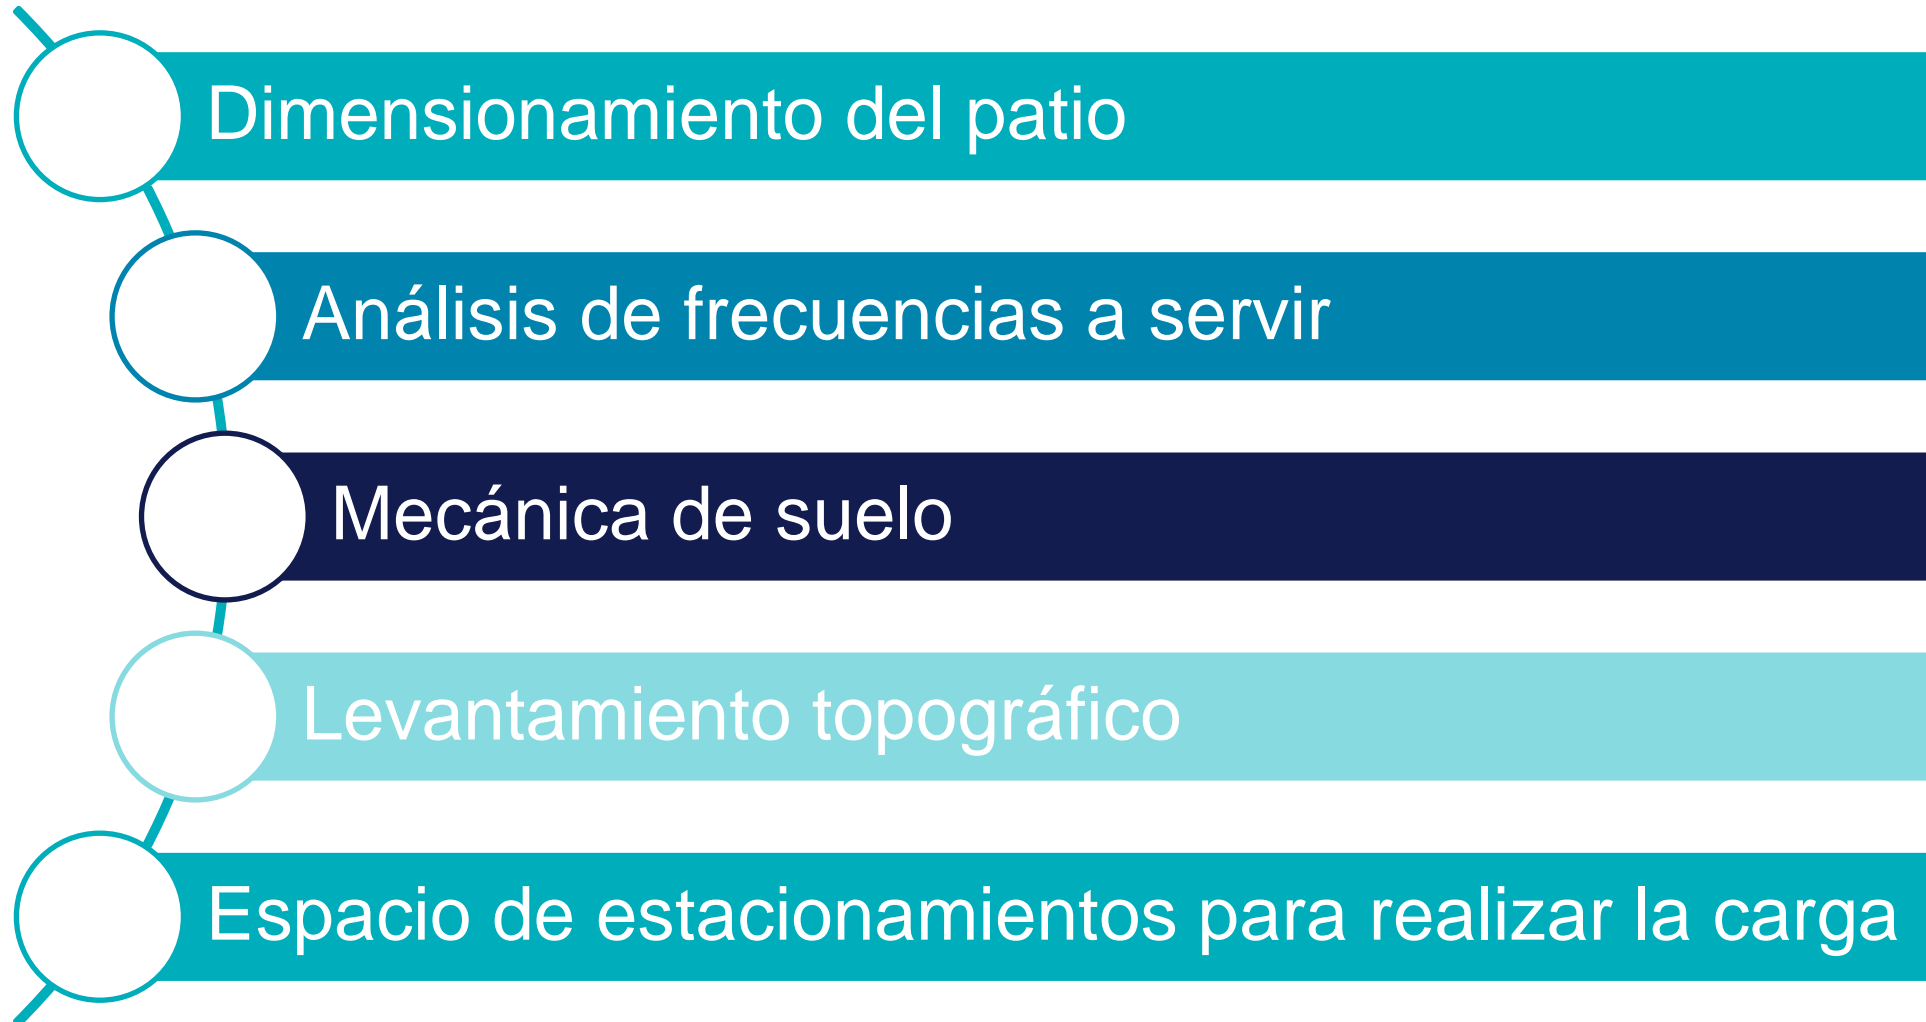 Dimensionamiento del patio
Análisis de frecuencias a servir
Mecánica de suelo
Levantamiento topográfico
Espacio de estacionamientos para realizar la carga